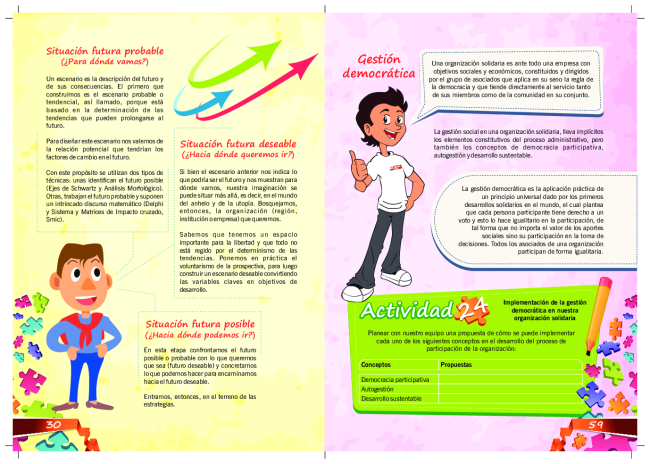 Situación futura probable
(¿Para dónde vamos?)
Un escenario es la descripción del futuro y
de sus consecuencias. El primero que
construimos es el escenario probable o
tendencial, así llamado, porque está
basado en la determinación de las
tendencias que pueden prolongarse al
futuro.
Para diseñar este escenario nos valemos de
la relación potencial que tendrían los
factores de cambio en el futuro.
Con este propósito se utilizan dos tipos de
técnicas: unas identifican el futuro posible
(Ejes de Schwartz y Análisis Morfológico).
Otras, trabajan el futuro probable y suponen
un intrincado discurso matemático (Delphi
y Sistema y Matrices de Impacto cruzado,
Smic).
Situación futura deseable
(¿Hacia dónde queremos ir?)
Si bien el escenario anterior nos indica lo
que podría ser el futuro y nos muestran para
dónde vamos, nuestra imaginación se
puede situar más allá, es decir, en el mundo
del anhelo y de la utopía. Bosquejamos,
entonces, la organización (región,
institución o empresa) que queremos.
Sabemos que tenemos un espacio
importante para la libertad y que todo no
está regido por el determinismo de las
tendencias. Ponemos en práctica el
voluntarismo de la prospectiva, para luego
construir un escenario deseable convirtiendo
las variables claves en objetivos de
desarrollo.
Situación futura posible
(¿Hacia dónde podemos ir?)
En esta etapa confrontamos el futuro
posible o probable con lo que queremos
que sea (futuro deseable) y concretamos
lo que podemos hacer para encaminarnos
hacia el futuro deseable.
Entramos, entonces, en el terreno de las
estrategias.
30
Gestión
democrática
Una organización solidaria es ante todo una empresa con
objetivos sociales y económicos, constituidos y dirigidos
por el grupo de asociados que aplica en su seno la regla de
la democracia y que tiende directamente al servicio tanto
de sus miembros como de la comunidad en su conjunto.
La gestión social en una organización solidaria, lleva implícitos
los elementos constitutivos del proceso administrativo, pero
también los conceptos de democracia participativa,
autogestión y desarrollo sustentable.
La gestión democrática es la aplicación práctica de
un principio universal dado por los primeros
desarrollos solidarios en el mundo, el cual plantea
que cada persona participante tiene derecho a un
voto y esto lo hace igualitario en la participación, de
tal forma que no importa el valor de los aportes
sociales sino su participación en la toma de
decisiones. Todos los asociados de una organización
participan de forma igualitaria.
Actividad 24
Implementación de la gestión
democrática en nuestra
organización solidaria
Planear con nuestro equipo una propuesta de cómo se puede implementar
cada uno de los siguientes conceptos en el desarrollo del proceso de
participación de la organización:
Conceptos Propuestas
Democracia participativa
Autogestión
Desarrollo sustentable
59